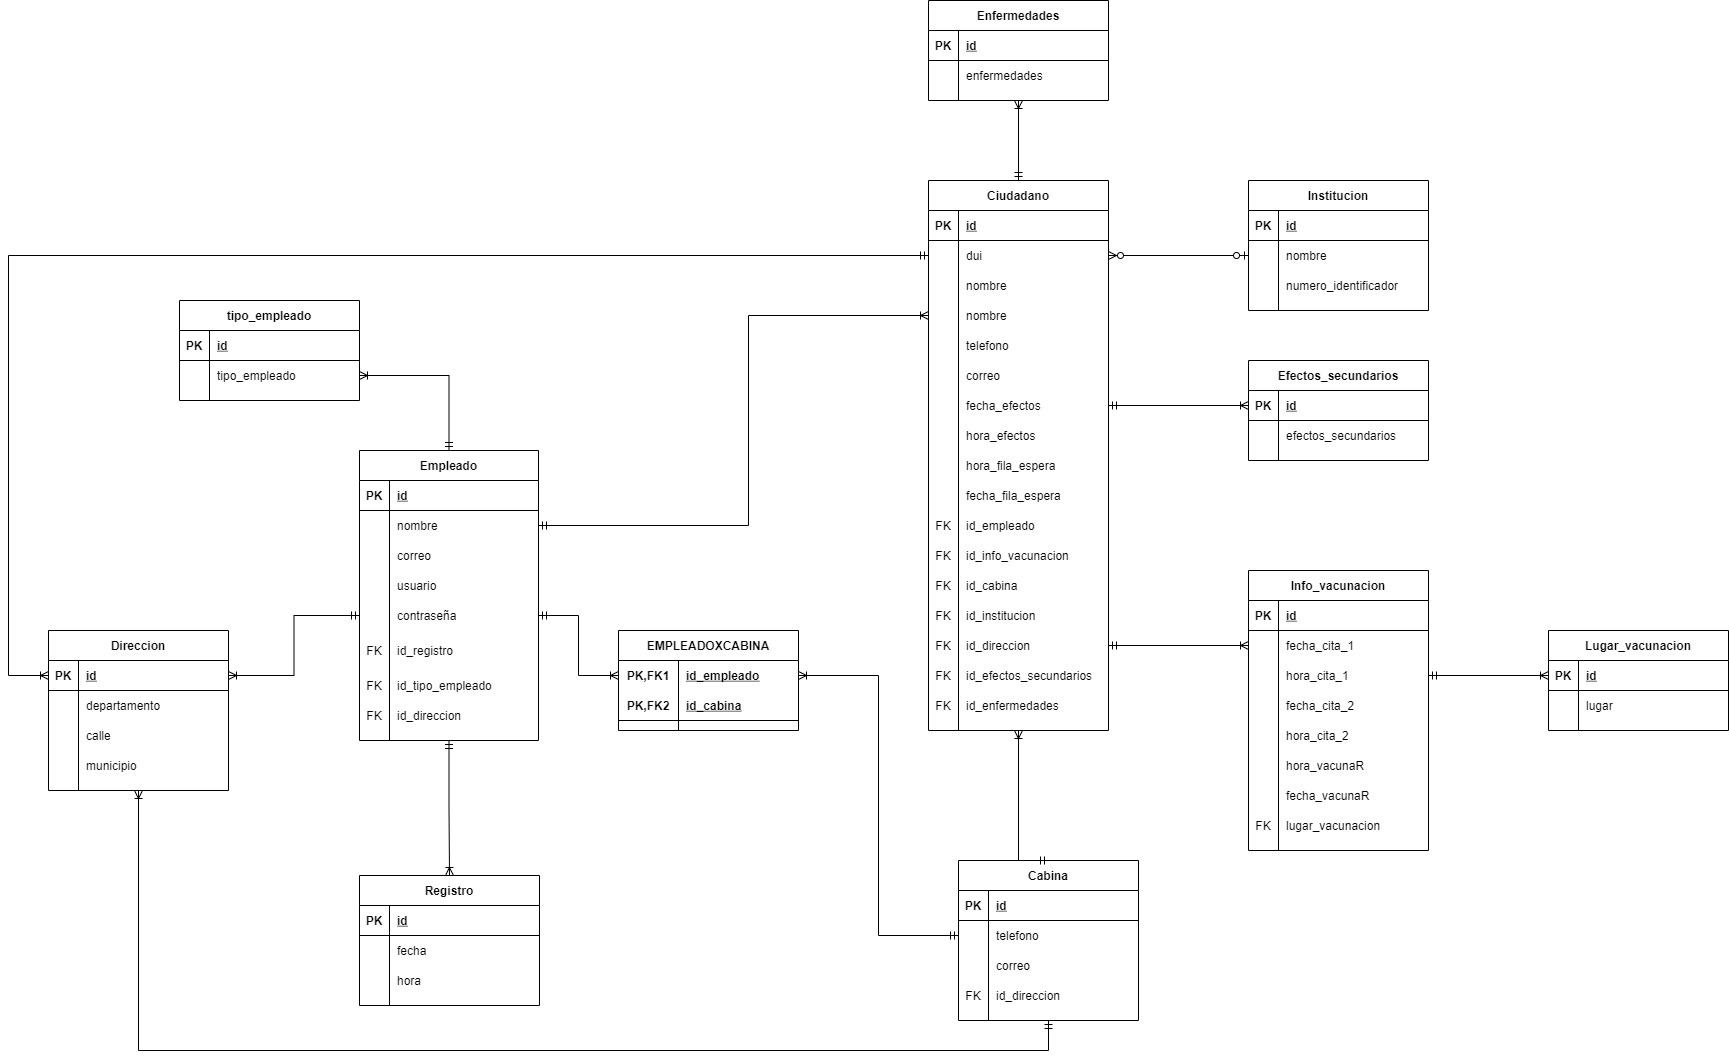 Enfermedades
PK id
enfermedades
Ciudadano
PK id
dui
nombre
nombre
telefono
correo
fecha_efectos
hora_efectos
hora_fila_espera
fecha_fila_espera
FK id_empleado
FK id_info_vacunacion
FK id_cabina
FK id_institucion
FK id_direccion
FK id_efectos_secundarios
FK id_enfermedades
Institucion
PK id
nombre
numero_identificador
tipo_empleado
PK id
tipo_empleado
Efectos_secundarios
PK id
efectos_secundarios
Empleado
PK id
nombre
correo
usuario
contraseña
FK id_registro
FK id_tipo_empleado
FK id_direccion
Info_vacunacion
PK id
fecha_cita_1
hora_cita_1
fecha_cita_2
hora_cita_2
hora_vacunaR
fecha_vacunaR
FK lugar_vacunacion
Direccion
PK id
departamento
calle
municipio
EMPLEADOXCABINA
PK,FK1 id_empleado
PK,FK2 id_cabina
Lugar_vacunacion
PK id
lugar
Registro
PK id
fecha
hora
Cabina
PK id
telefono
correo
FK id_direccion